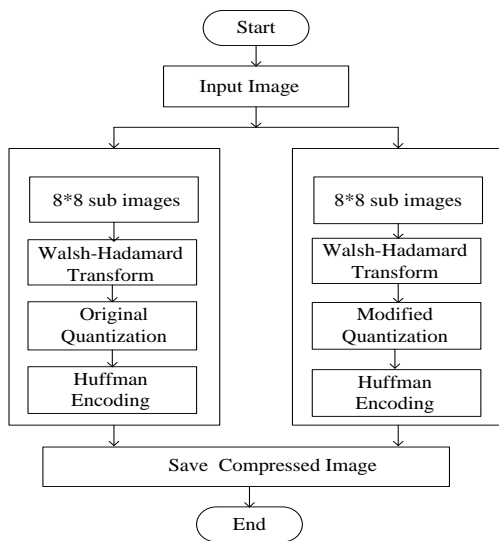 Start
Input Image
8*8 sub images
Walsh-Hadamard
Transform
Original
Quantization
Huffman
Encoding
8*8 sub images
Walsh-Hadamard
Transform
Modified
Quantization
Huffman
Encoding
Save Compressed Image
End